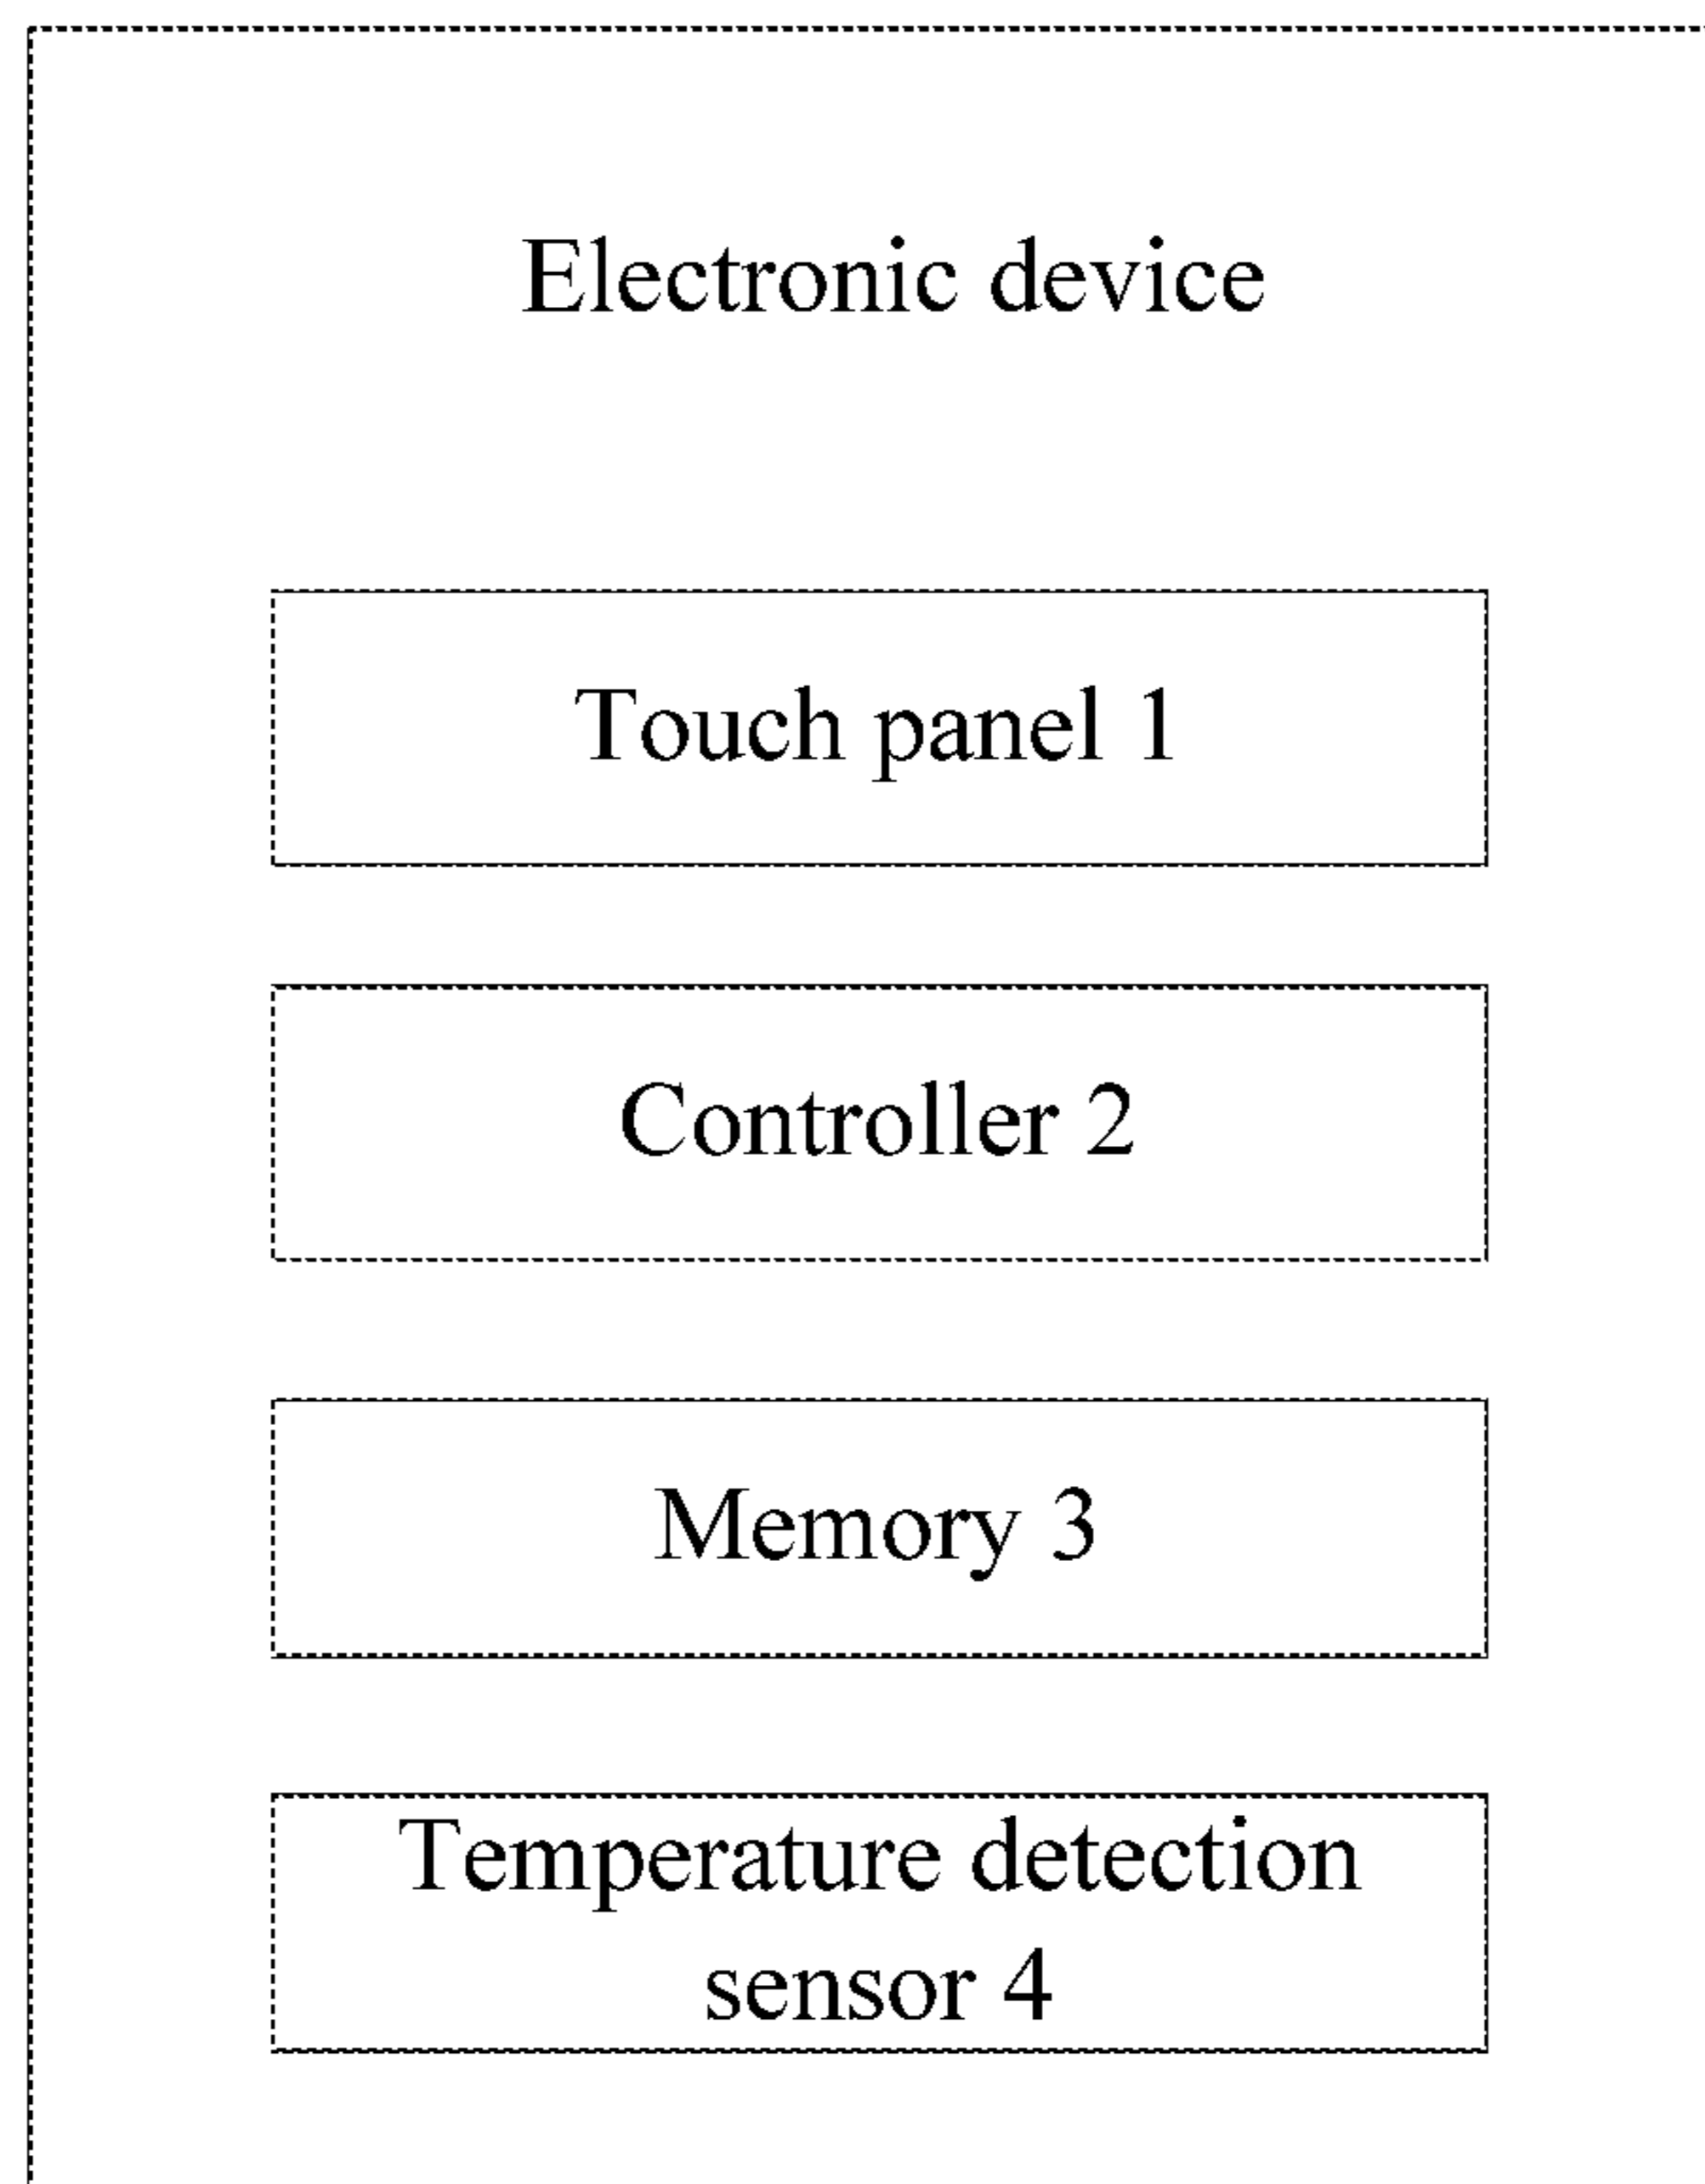 Electronic device
Touch panel 1
Controller 2
Memory 3
Temperature detection
sensor 4